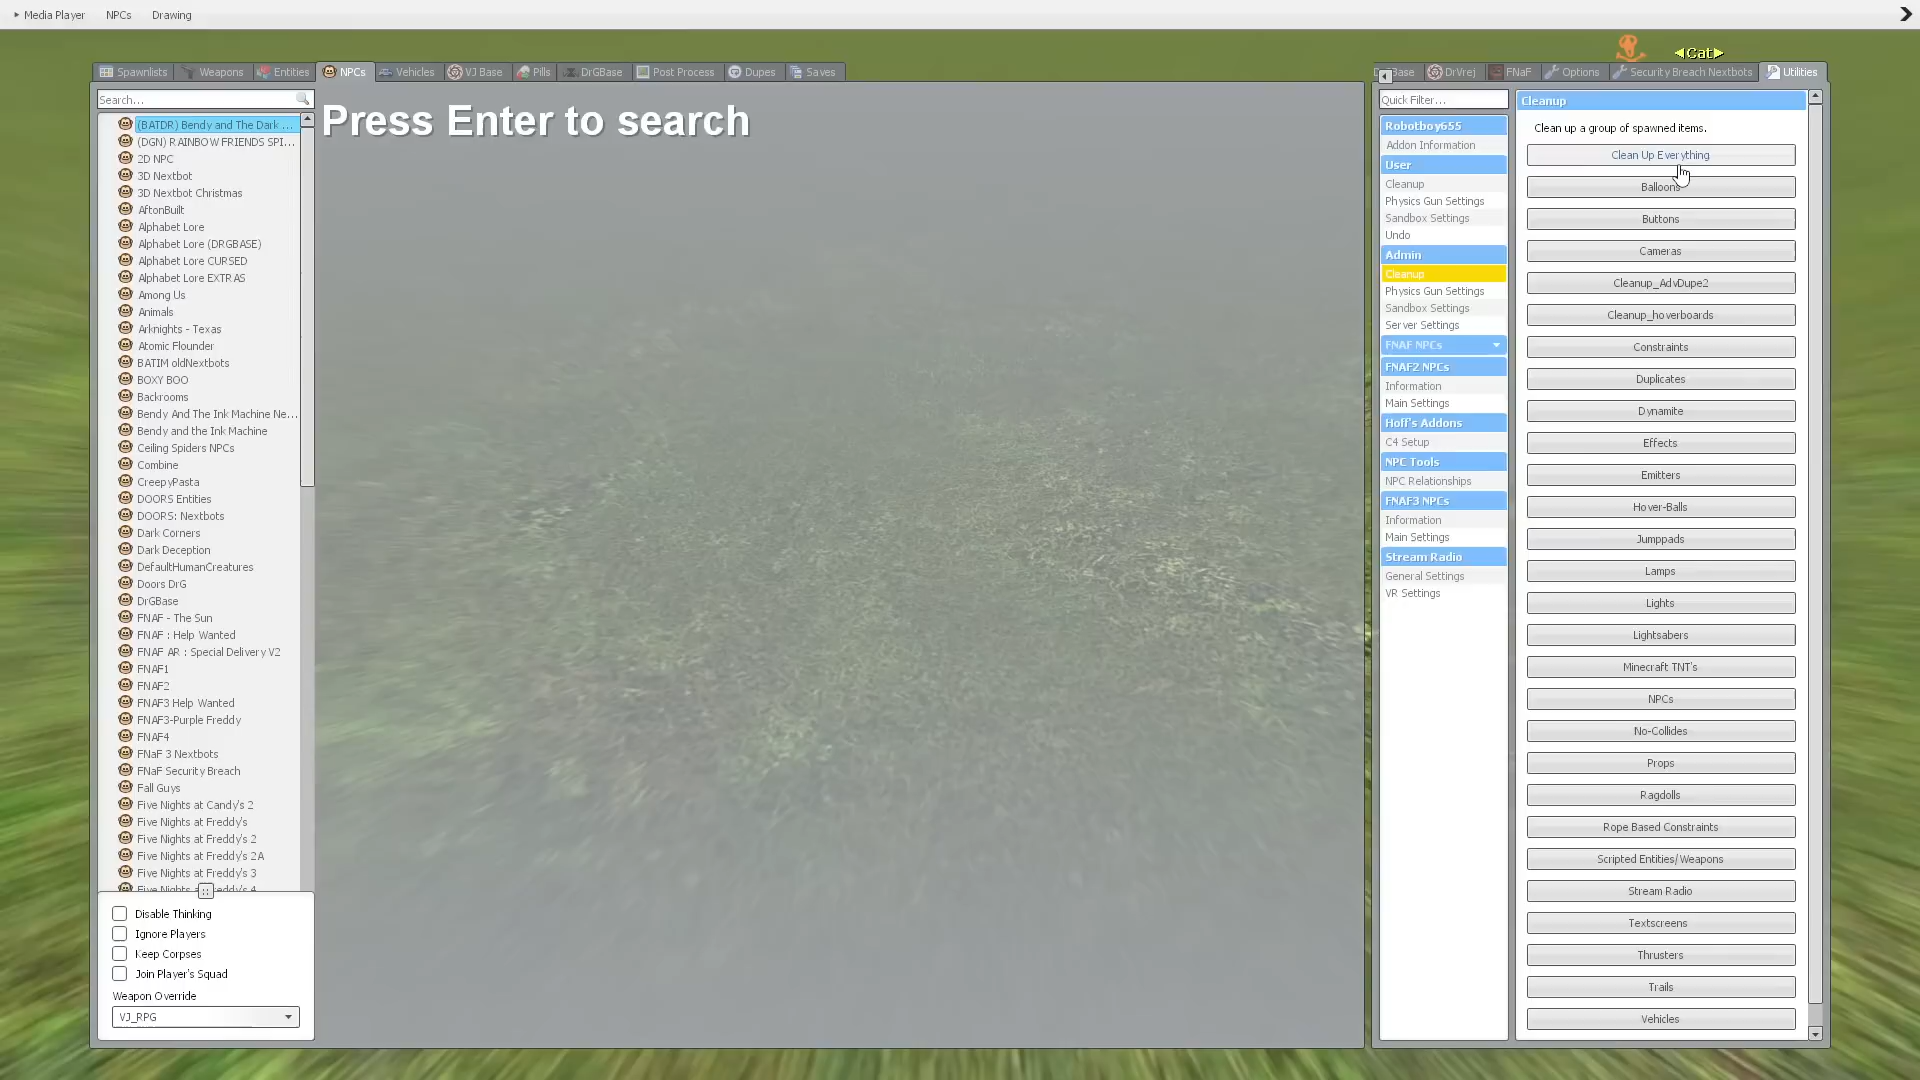 Media Player NPCs Drawing
◄Cat►
Spawnlists Weapons Entities NPCs Vehicles VJ Base Pills DrGBase Post Process Dupes Saves
Base DrVrej FNaF Options Security Breach Nextbots Utilities
Search...
(BATDR) Bendy and The Dark ...
(DGN) RAINBOW FRIENDS SPI...
2D NPC
3D Nextbot
3D Nextbot Christmas
AftonBuilt
Alphabet Lore
Alphabet Lore (DRGBASE)
Alphabet Lore CURSED
Alphabet Lore EXTRAS
Among Us
Animals
Arknights - Texas
Atomic Flounder
BATIM oldNextbots
BOXY BOO
Backrooms
Bendy And The Ink Machine Ne...
Bendy and the Ink Machine
Ceiling Spiders NPCs
Combine
CreepyPasta
DOORS Entities
DOORS: Nextbots
Dark Corners
Dark Deception
DefaultHumanCreatures
Doors DrG
DrGBase
FNAF - The Sun
FNAF : Help Wanted
FNAF AR : Special Delivery V2
FNAF1
FNAF2
FNAF3 Help Wanted
FNAF3-Purple Freddy
FNAF4
FNaF 3 Nextbots
FNaF Security Breach
Fall Guys
Five Nights at Candy's 2
Five Nights at Freddy's
Five Nights at Freddy's 2
Five Nights at Freddy's 2A
Five Nights at Freddy's 3
Five Nights at Freddy's 4
Disable Thinking
Ignore Players
Keep Corpses
Join Player's Squad
Weapon Override
VJ_RPG
Press Enter to search
Quick Filter...
Robotboy655
Addon Information
User
Cleanup
Physics Gun Settings
Sandbox Settings
Undo
Admin
Cleanup
Physics Gun Settings
Sandbox Settings
Server Settings
FNAF NPCs
FNAF2 NPCs
Information
Main Settings
Hoff's Addons
C4 Setup
NPC Tools
NPC Relationships
FNAF3 NPCs
Information
Main Settings
Stream Radio
General Settings
VR Settings
Cleanup
Clean up a group of spawned items.
Clean Up Everything
Balloons
Buttons
Cameras
Cleanup_AdvDupe2
Cleanup_hoverboards
Constraints
Duplicates
Dynamite
Effects
Emitters
Hover-Balls
Jumppads
Lamps
Lights
Lightsabers
Minecraft TNT's
NPCs
No-Collides
Props
Ragdolls
Rope Based Constraints
Scripted Entities/Weapons
Stream Radio
Textscreens
Thrusters
Trails
Vehicles